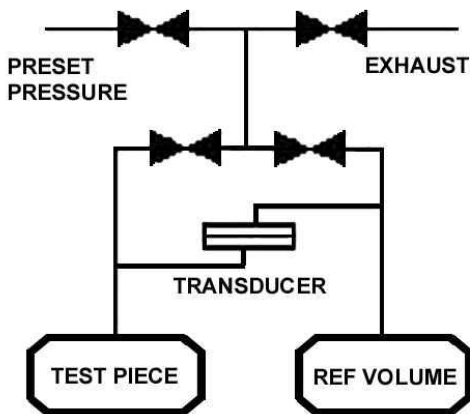 PRESET
PRESSURE
EXHAUST
TRANSDUCER
TEST PIECE
REF VOLUME